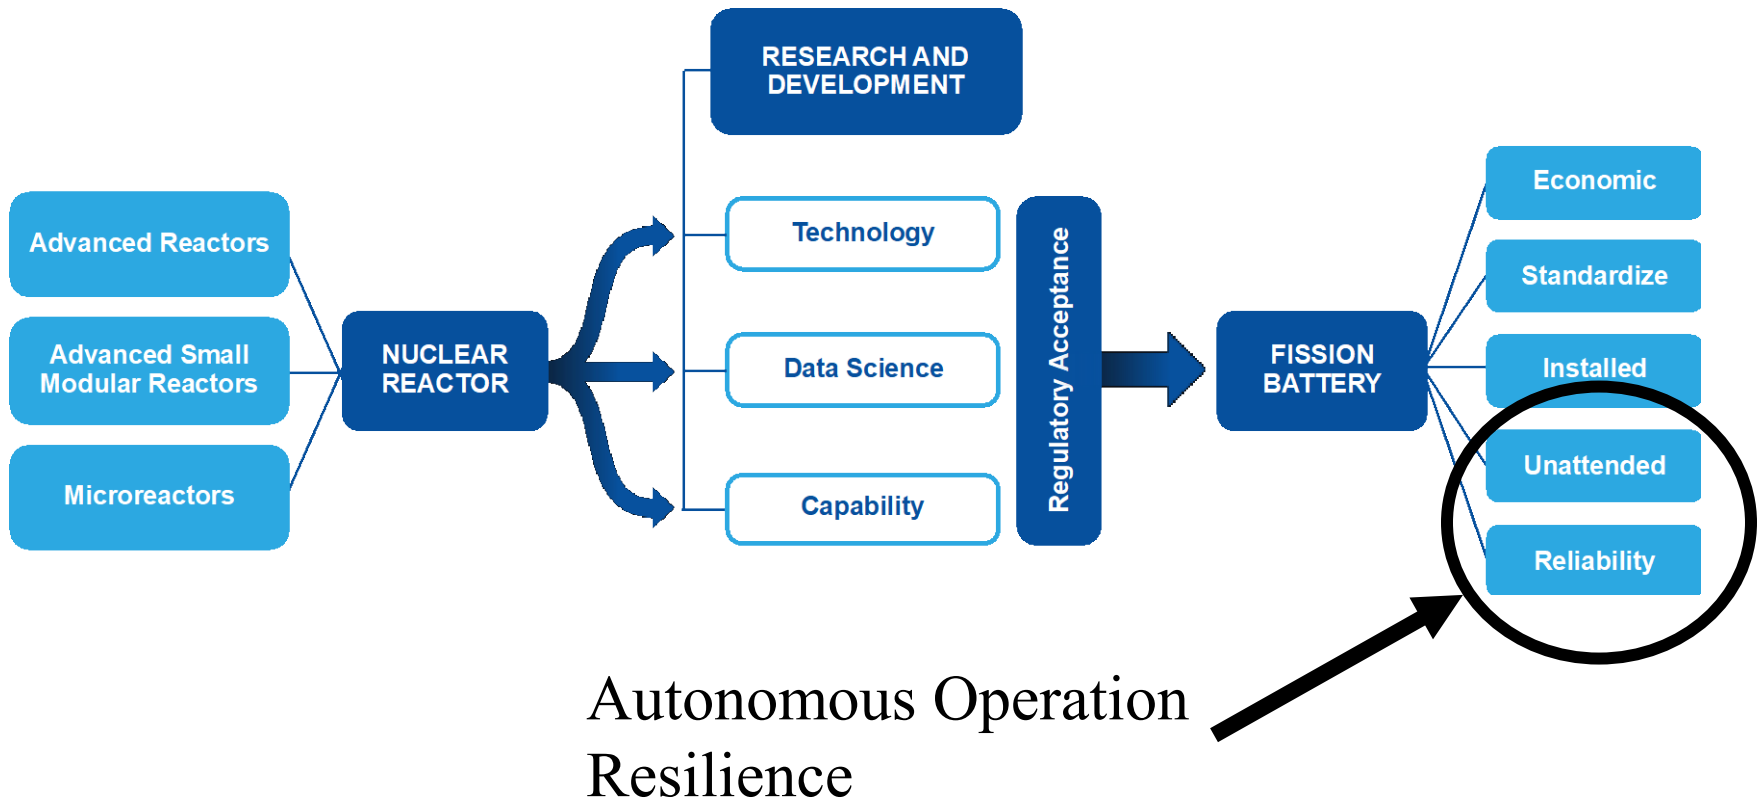 RESEARCH AND
DEVELOPMENT
Advanced Reactors
Advanced Small
Modular Reactors
Microreactors
NUCLEAR
REACTOR
Technology
Data Science
Capability
Regulatory Acceptance
FISSION
BATTERY
Economic
Standardize
Installed
Unattended
Reliability
Autonomous Operation
Resilience